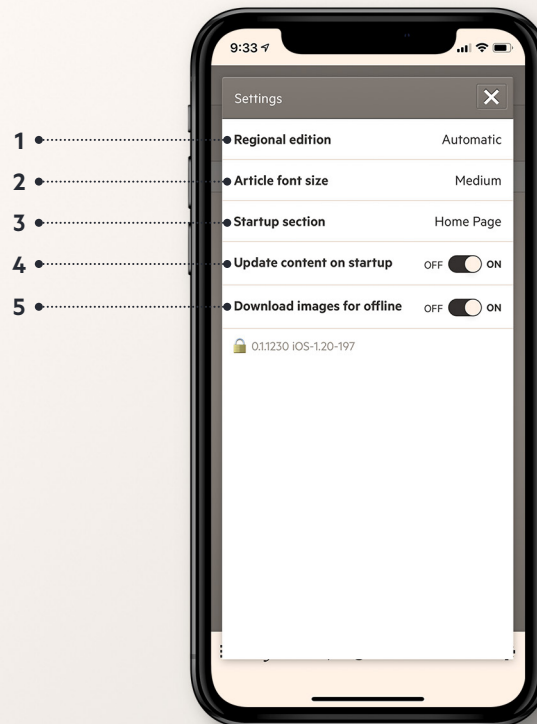 9:33
Settings
1 Regional edition Automatic
2 Article font size Medium
3 Startup section Home Page
4 Update content on startup OFF ON
5 Download images for offline OFF ON
0.1.1230 iOS-1.20-197